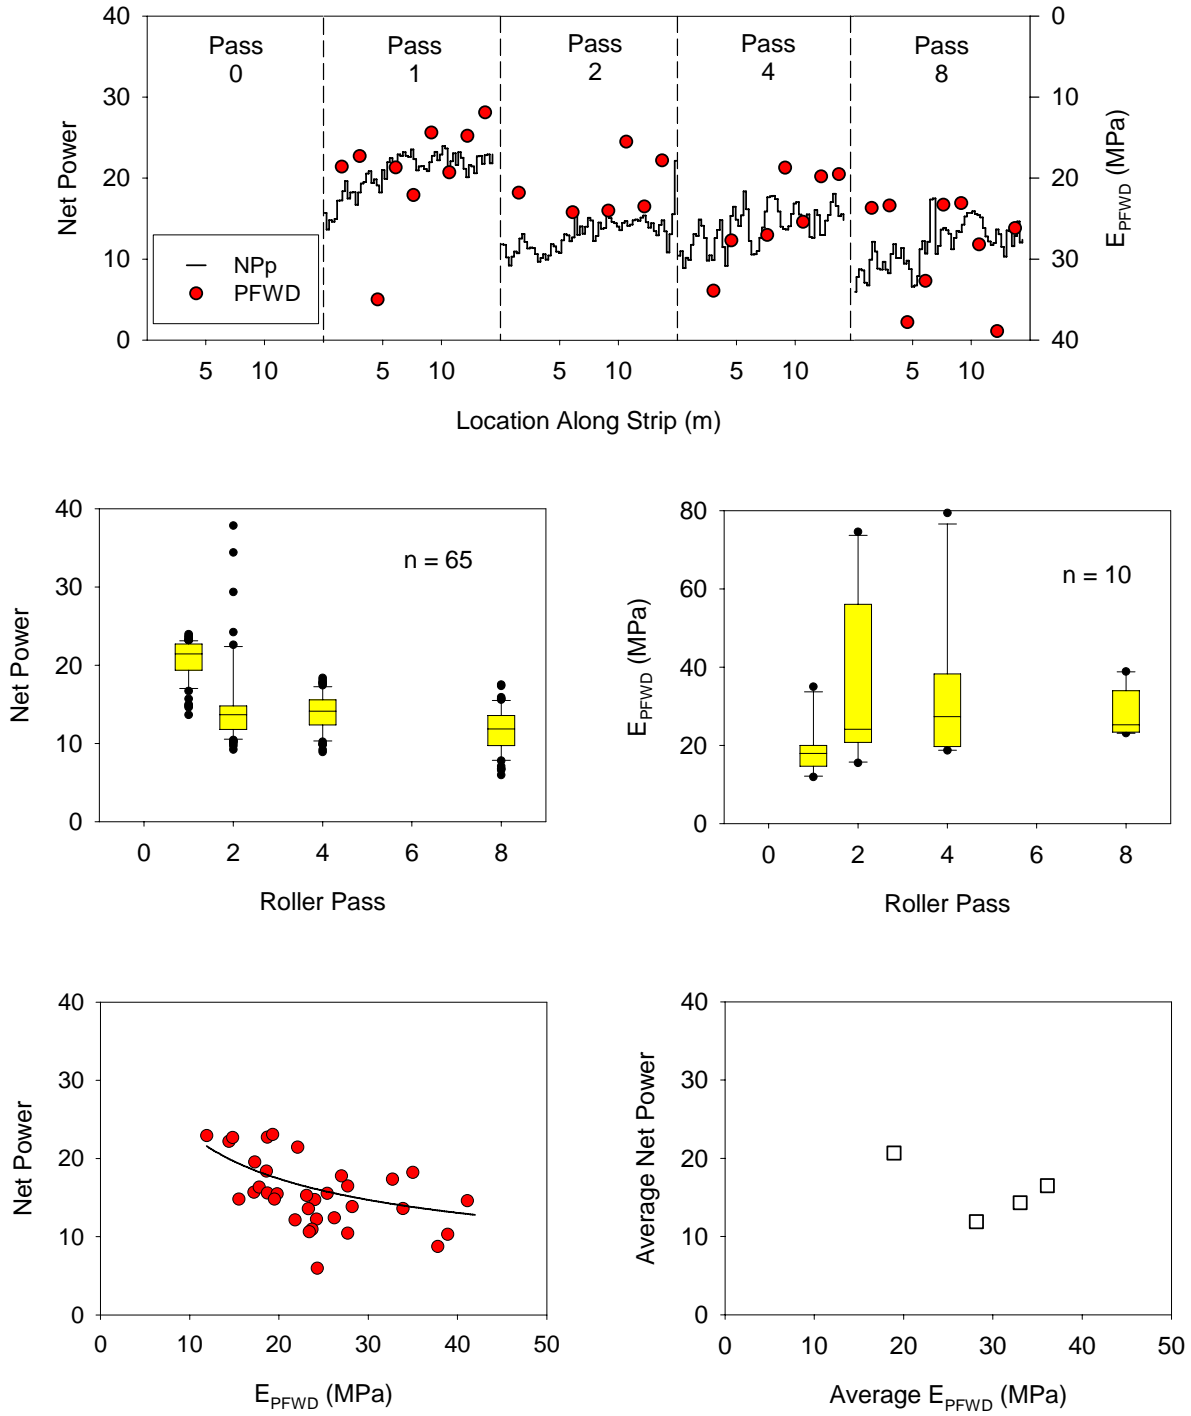 40
30
20
10
0
Net Power
Pass
0
Pass
1
Pass
2
Pass
4
Pass
8
0
10
20
30
40
E_PFWD (MPa)
NPp
PFWD
5 10 5 10 5 10 5 10 5 10
Location Along Strip (m)
40
30
20
10
0
Net Power
n = 65
0 2 4 6 8
Roller Pass
80
60
40
20
0
E_PFWD (MPa)
n = 10
0 2 4 6 8
Roller Pass
40
30
20
10
0
Net Power
0 10 20 30 40 50
E_PFWD (MPa)
40
30
20
10
0
Average Net Power
0 10 20 30 40 50
Average E_PFWD (MPa)